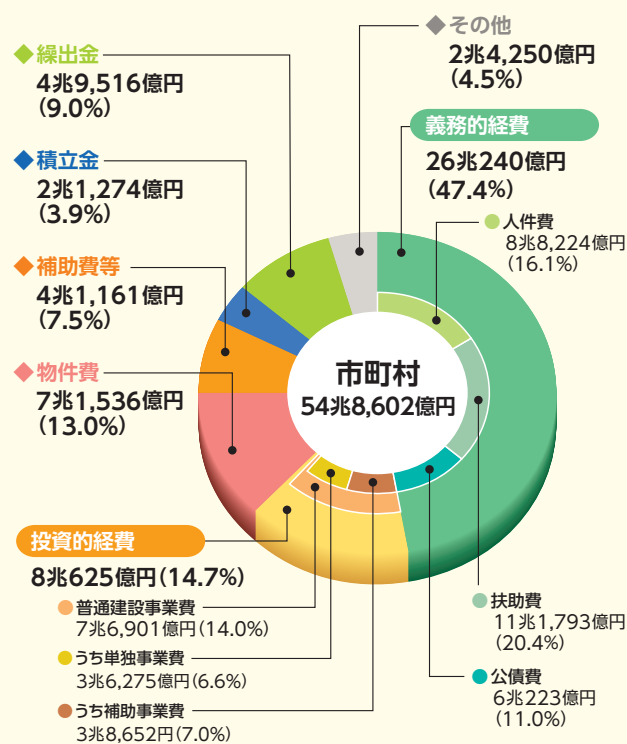 ◆その他
2兆4,250億円
(4.5%)
◆繰出金
4兆9,516億円
(9.0%)
義務的経費
26兆240億円
(47.4%)
◆積立金
2兆1,274億円
(3.9%)
●人件費
8兆8,224億円
(16.1%)
◆補助費等
4兆1,161億円
(7.5%)
◆物件費
7兆1,536億円
(13.0%)
市町村
54兆8,602億円
投資的経費
8兆625億円(14.7%)
●普通建設事業費
7兆6,901億円(14.0%)
●うち単独事業費
3兆6,275億円(6.6%)
●うち補助事業費
3兆8,652円(7.0%)
●扶助費
11兆1,793億円
(20.4%)
●公債費
6兆223億円
(11.0%)